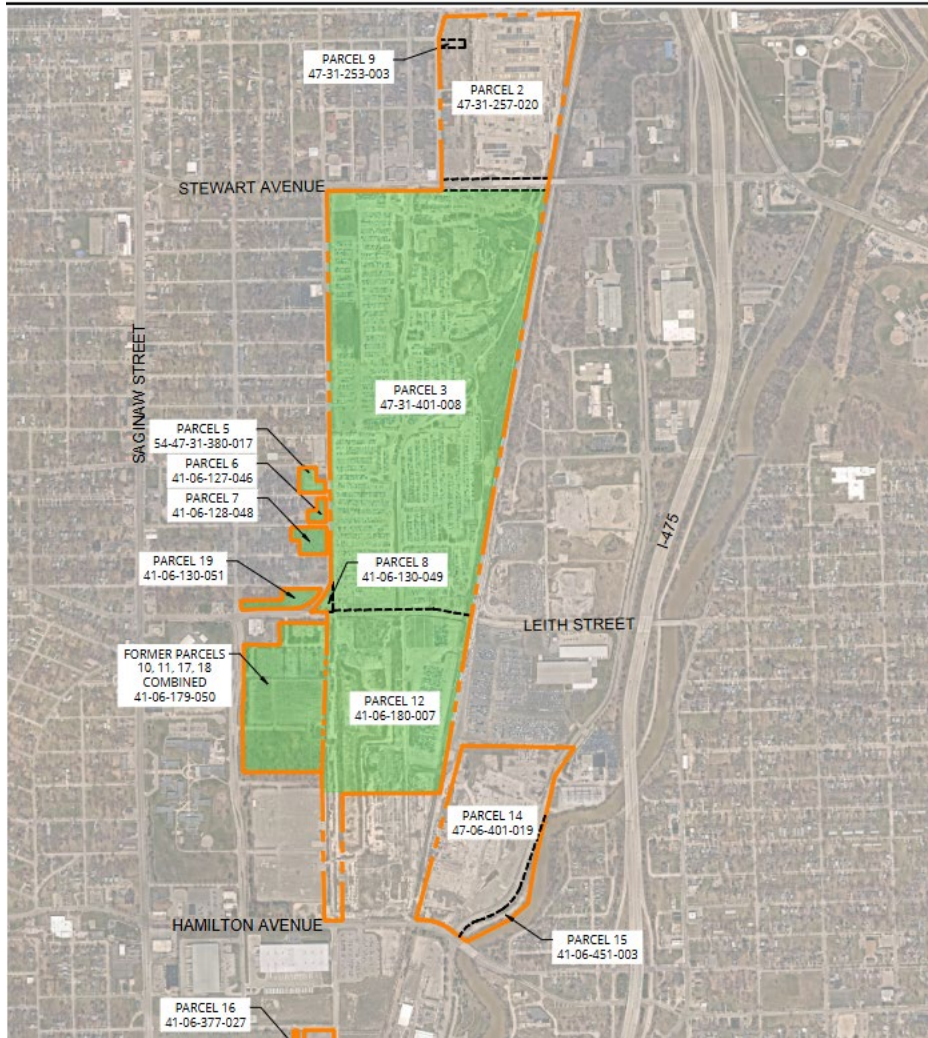 PARCEL 9
47-31-253-003
PARCEL 2
47-31-257-020
STEWART AVENUE
SAGINAW STREET
PARCEL 3
47-31-401-008
PARCEL 5
54-47-31-380-017
PARCEL 6
41-06-127-046
PARCEL 7
41-06-128-048
I-475
PARCEL 19
41-06-130-051
PARCEL 8
41-06-130-049
LEITH STREET
FORMER PARCELS
10, 11, 17, 18
COMBINED
41-06-179-050
PARCEL 12
41-06-180-007
PARCEL 14
47-06-401-019
HAMILTON AVENUE
PARCEL 15
41-06-451-003
PARCEL 16
41-06-377-027